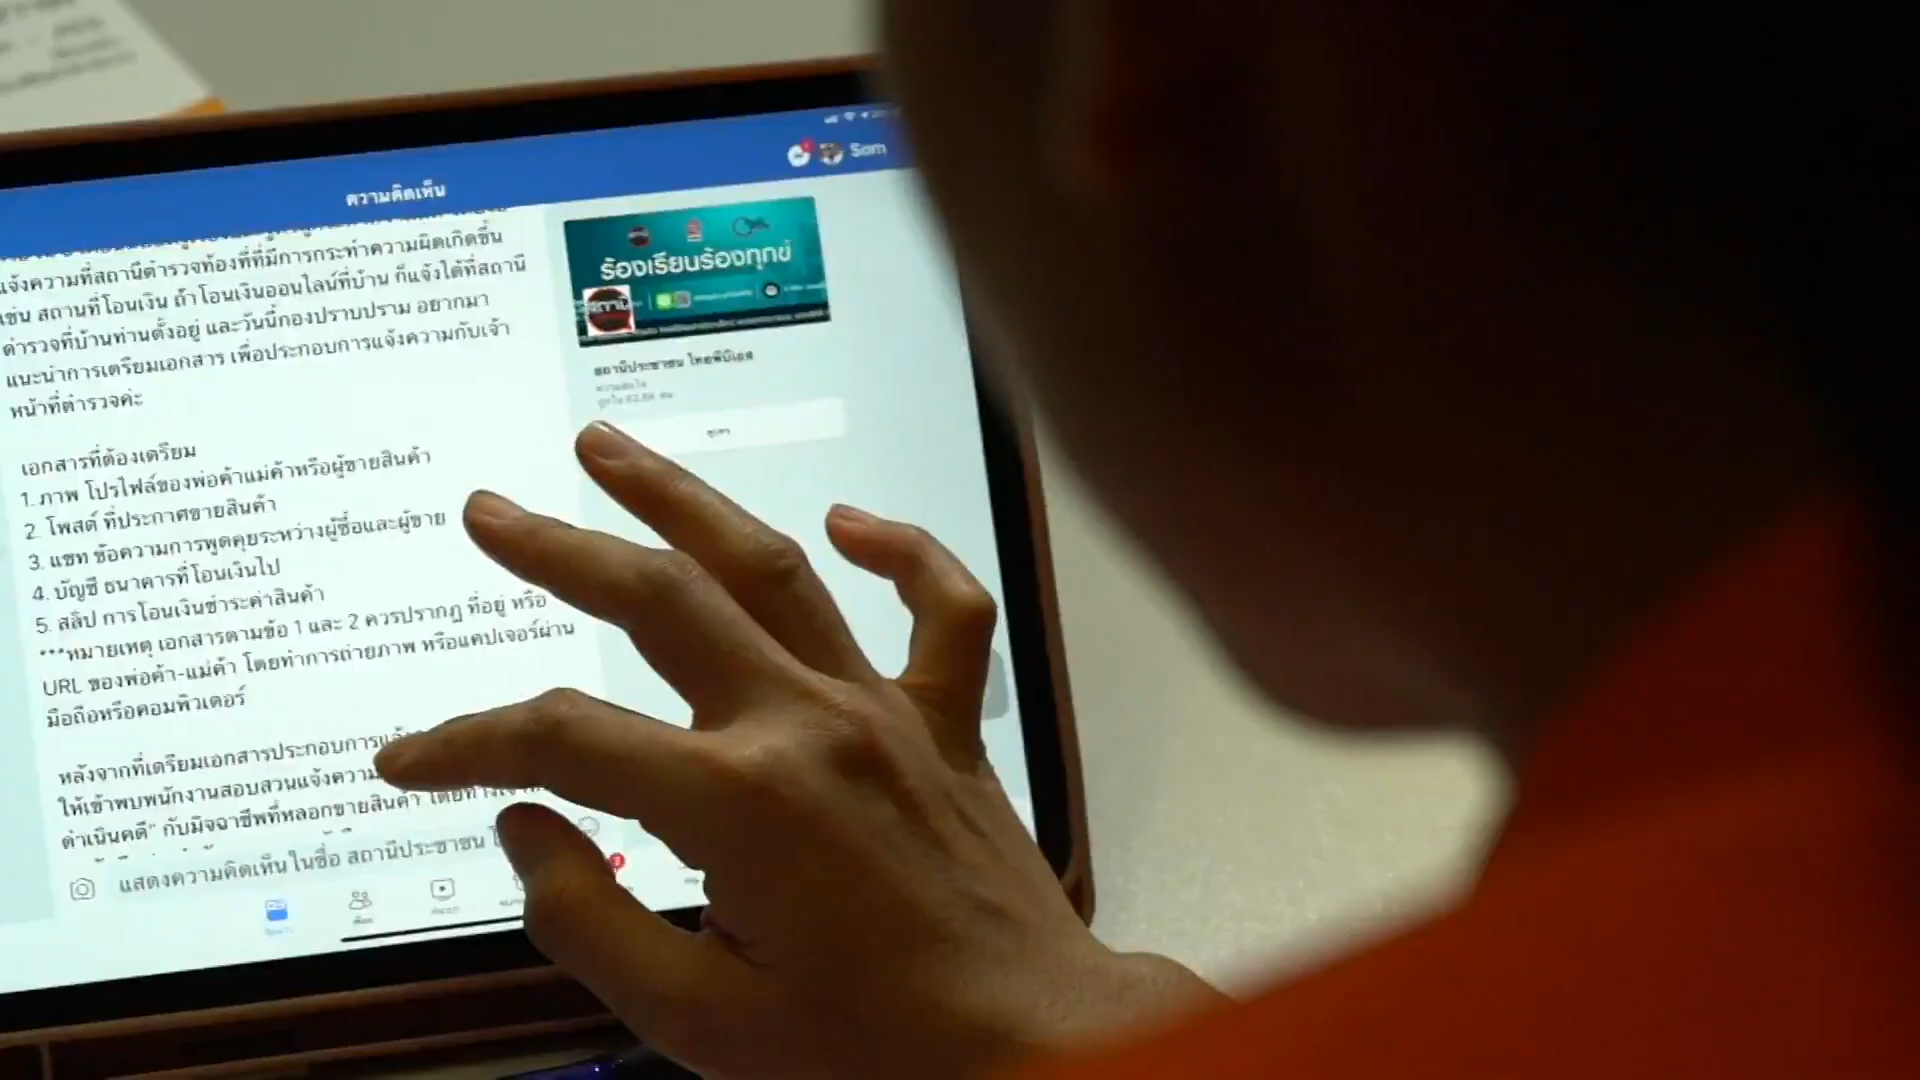 Som
ความคิดเห็น
แจ้งความที่สถานีตำรวจท้องที่ที่มีการกระทำความผิดเกิดขึ้น
เช่น สถานที่โอนเงิน ถ้าโอนเงินออนไลน์ที่บ้าน ก็แจ้งได้ที่สถานี
ตำรวจที่บ้านท่านตั้งอยู่ และวันนี้กองปราบปราม อยากมา
แนะนำการเตรียมเอกสาร เพื่อประกอบการแจ้งความกับเจ้า
หน้าที่ตำรวจค่ะ
เอกสารที่ต้องเตรียม
1. ภาพ โปรไฟล์ของพ่อค้าแม่ค้าหรือผู้ขายสินค้า
2. โพสต์ ที่ประกาศขายสินค้า
3. แชท ข้อความการพูดคุยระหว่างผู้ซื้อและผู้ขาย
4. บัญชี ธนาคารที่โอนเงินไป
5. สลิป การโอนเงินชำระค่าสินค้า
***หมายเหตุ เอกสารตามข้อ 1 และ 2 ควรปรากฏ ที่อยู่ หรือ
URL ของพ่อค้า-แม่ค้า โดยทำการถ่ายภาพ หรือแคปเจอร์ผ่าน
มือถือหรือคอมพิวเตอร์
หลังจากที่เตรียมเอกสารประกอบการแจ้ง
ให้เข้าพบพนักงานสอบสวนแจ้งความ
ดำเนินคดี" กับมิจฉาชีพที่หลอกขายสินค้า โดยทาง
แสดงความคิดเห็นในชื่อ สถานีประชาชน
ร้องเรียนร้องทุกข์
สถานีประชาชน ไทยพีบีเอส